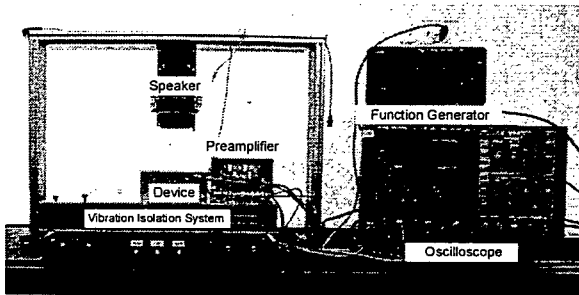 Speaker
Function Generator
Preamplifier
Device
Vibration Isolation System
Oscilloscope